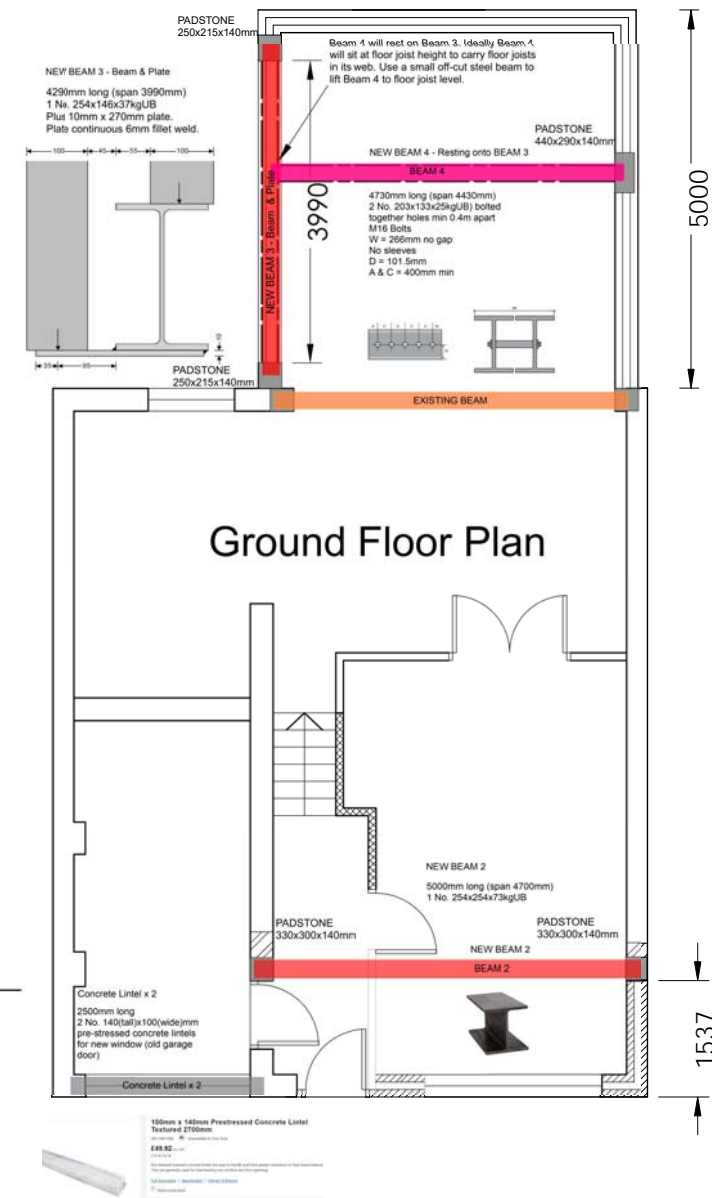 PADSTONE
250x215x140mm
Beam 4 will rest on Beam 3. Ideally Beam 4
will sit at floor joist height to carry floor joists
in its web. Use a small off-cut steel beam to
lift Beam 4 to floor joist level.
NEW BEAM 3 - Beam & Plate
4290mm long (span 3990mm)
1 No. 254x146x37kgUB
Plus 10mm x 270mm plate.
Plate continuous 6mm fillet weld.
100 45 55 100
10
35 95
PADSTONE
440x290x140mm
NEW BEAM 4 - Resting onto BEAM 3
BEAM 4
NEW BEAM 3 - Beam & Plate
3990
5000
4730mm long (span 4430mm)
2 No. 203x133x25kgUB) bolted
together holes min 0.4m apart
M16 Bolts
W = 266mm no gap
No sleeves
D = 101.5mm
A & C = 400mm min
PADSTONE
250x215x140mm
EXISTING BEAM
Ground Floor Plan
NEW BEAM 2
5000mm long (span 4700mm)
1 No. 254x254x73kgUB
PADSTONE
330x300x140mm
PADSTONE
330x300x140mm
NEW BEAM 2
BEAM 2
1537
Concrete Lintel x 2
2500mm long
2 No. 140(tall)x100(wide)mm
pre-stressed concrete lintels
for new window (old garage
door)
Concrete Lintel x 2
100mm x 140mm Prestressed Concrete Lintel
Textured 2700mm
£49.92